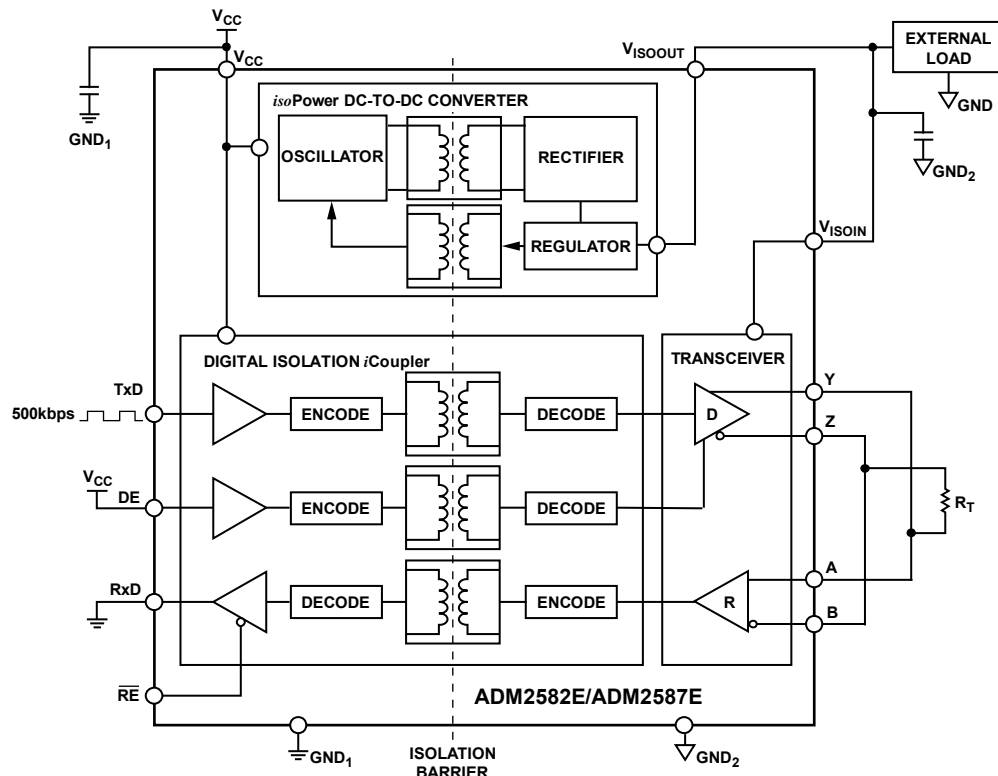 VCC
VCC
VISOOUT
EXTERNAL
LOAD
GND
GND1
GND2
isoPower DC-TO-DC CONVERTER
OSCILLATOR
RECTIFIER
REGULATOR
VISOIN
DIGITAL ISOLATION iCoupler
TRANSCEIVER
TxD
500kbps
ENCODE
DECODE
D
Y
Z
VCC
DE
ENCODE
DECODE
RT
RxD
DECODE
ENCODE
R
A
B
RE
ADM2582E/ADM2587E
GND1
ISOLATION
BARRIER
GND2